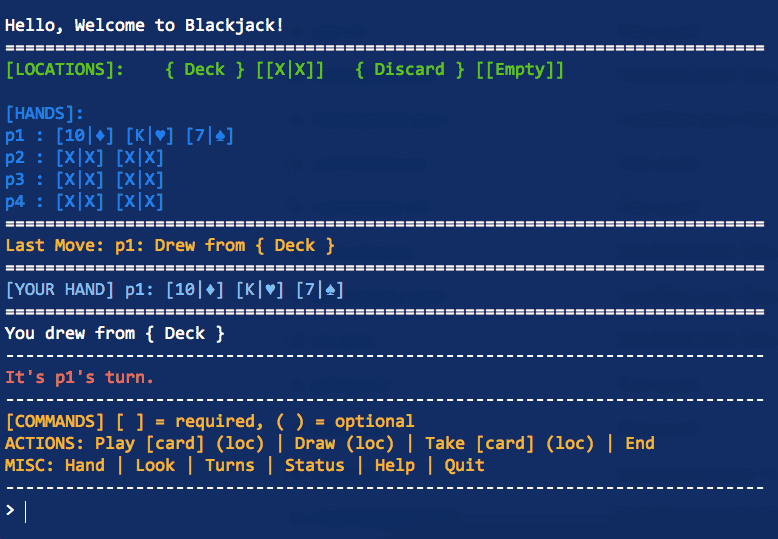 Hello, Welcome to Blackjack!
============================================================================
[LOCATIONS]:    { Deck } [[X|X]]   { Discard } [[Empty]]
[HANDS]:
p1 : [10|♦] [K|♥] [7|♠]
p2 : [X|X] [X|X]
p3 : [X|X] [X|X]
p4 : [X|X] [X|X]
============================================================================
Last Move: p1: Drew from { Deck }
============================================================================
[YOUR HAND] p1: [10|♦] [K|♥] [7|♠]
============================================================================
You drew from { Deck }
----------------------------------------------------------------------------
It's p1's turn.
----------------------------------------------------------------------------
[COMMANDS] [ ] = required, ( ) = optional
ACTIONS: Play [card] (loc) | Draw (loc) | Take [card] (loc) | End
MISC: Hand | Look | Turns | Status | Help | Quit
----------------------------------------------------------------------------
>